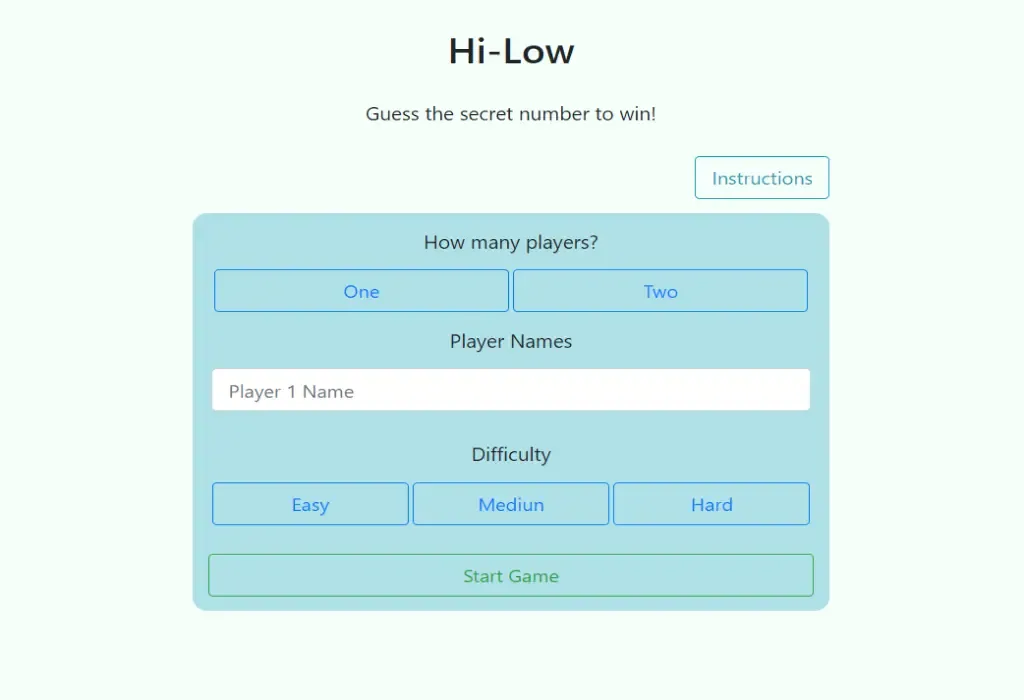 Hi-Low
Guess the secret number to win!
Instructions
How many players?
One Two
Player Names
Player 1 Name
Difficulty
Easy Mediun Hard
Start Game